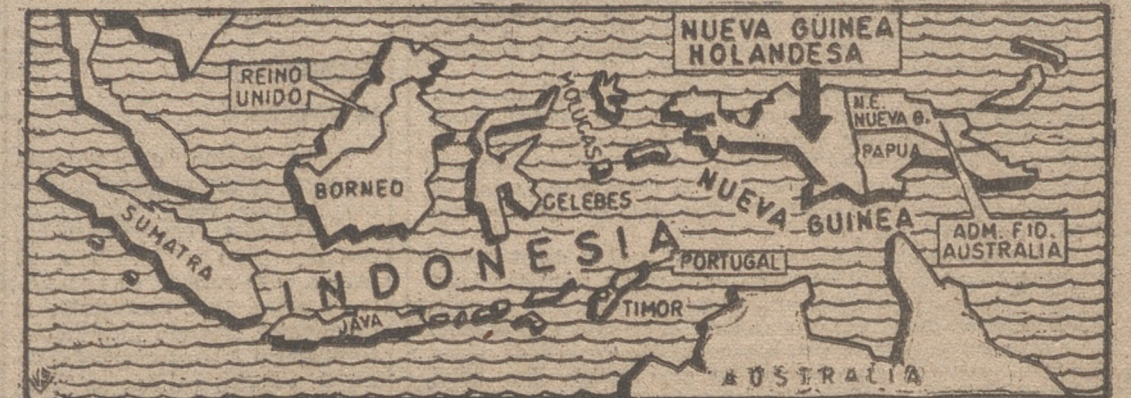 NUEVA GUINEA
HOLANDESA
REINO
UNIDO
MOLUCAS
N.E.
NUEVA G.
PAPUA
BORNEO
CELEBES
NUEVA GUINEA
SUMATRA
ADM. FID.
AUSTRALIA
INDONESIA
PORTUGAL
TIMOR
JAVA
AUSTRALIA